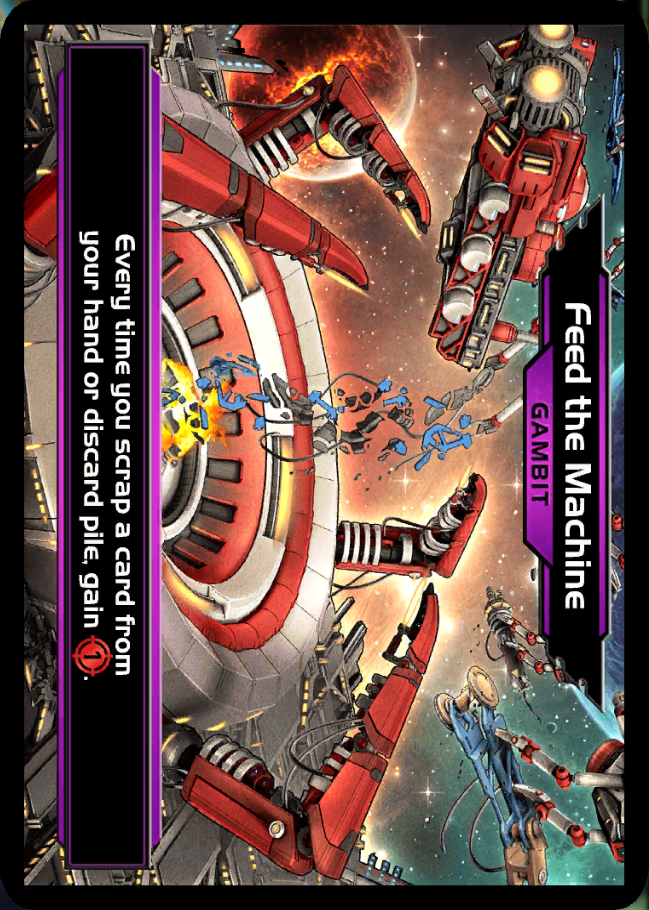 Feed the Machine
GAMBIT
Every time you scrap a card from
your hand or discard pile, gain 1.